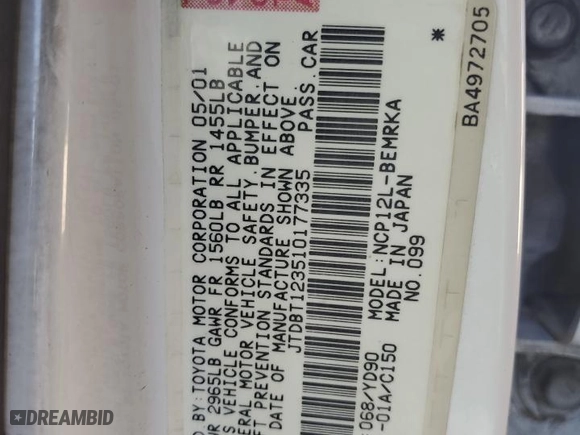 D BY: TOYOTA MOTOR CORPORATION 05/01
2965LB GAWR FR 1560LB RR 1455LB
VEHICLE CONFORMS TO ALL APPLICABLE
MOTOR VEHICLE SAFETY, BUMPER, AND
PREVENTION STANDARDS IN EFFECT ON
DATE OF MANUFACTURE SHOWN ABOVE.
JTDBT123510177335 PASS. CAR
*
068/YD90 MODEL: NCP12L-BEMRKA
-01A/C150 MADE IN JAPAN
NO. 099
BA4972705
DREAMBID